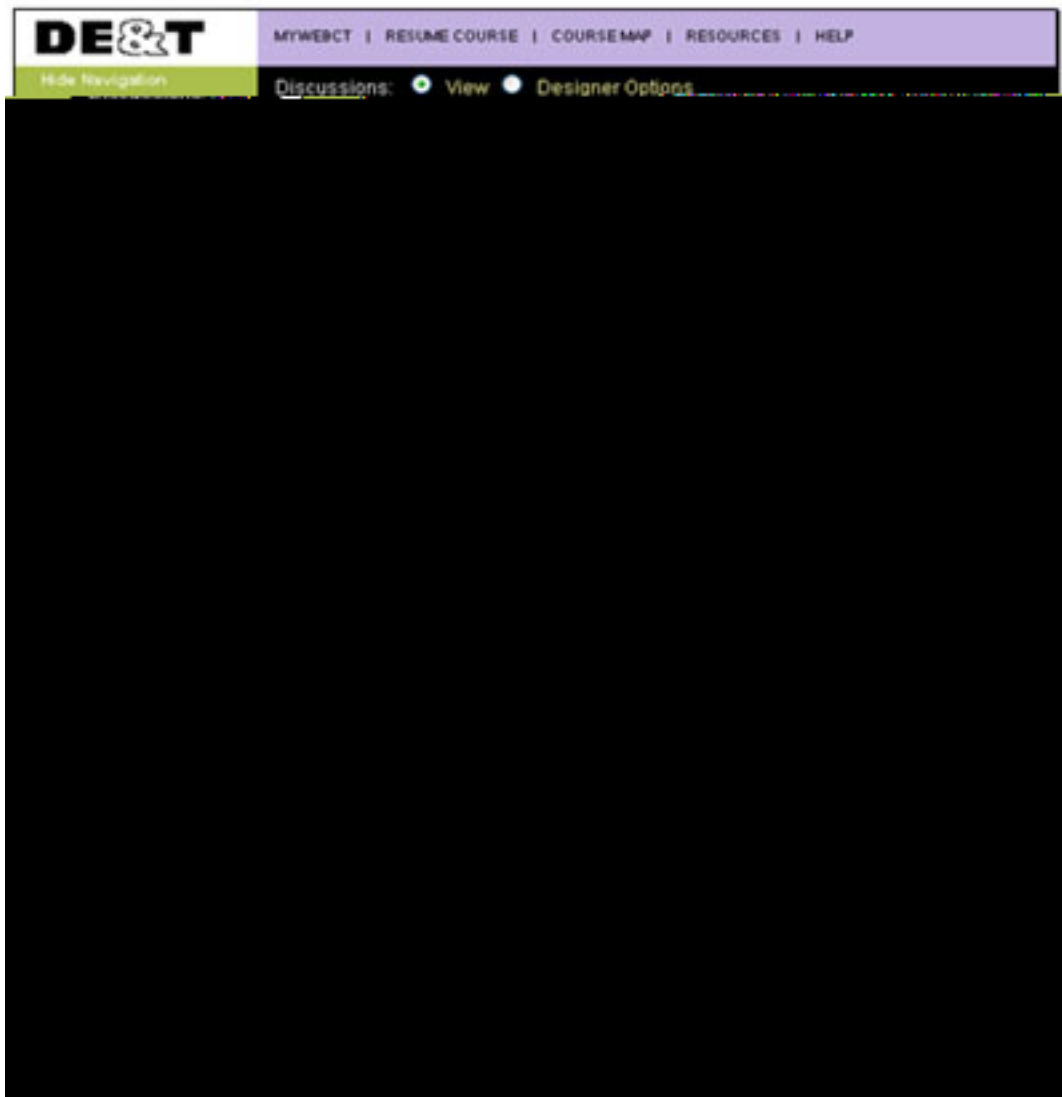 DE&T
MYWEBCT | RESUME COURSE | COURSE MAP | RESOURCES | HELP
Hide Navigation
Discussions: View Designer Options